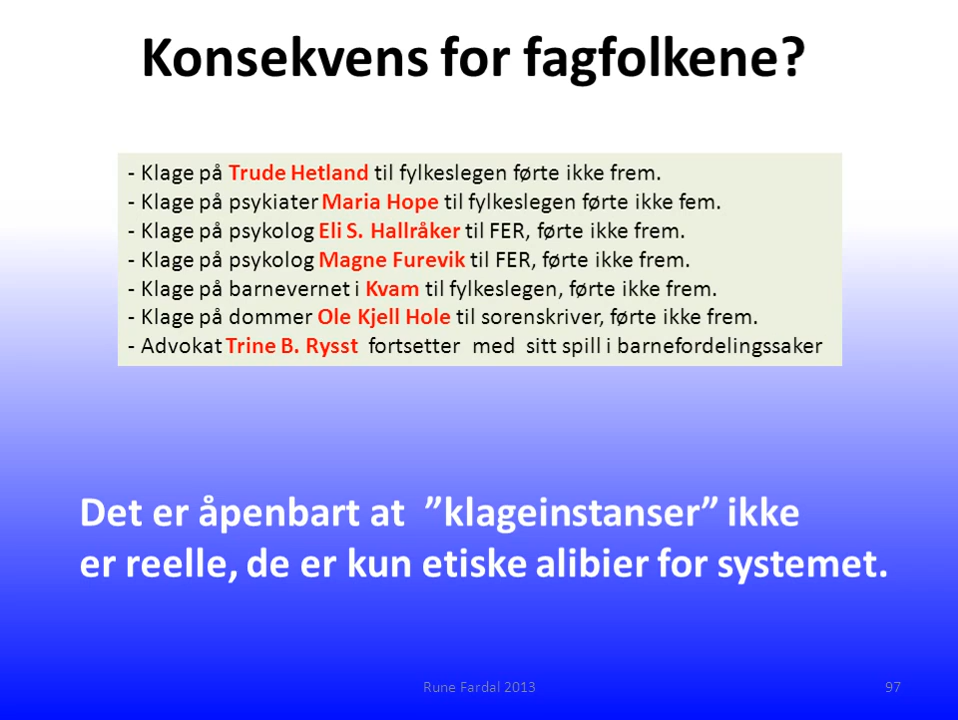 Konsekvens for fagfolkene?
- Klage på Trude Hetland til fylkeslegen førte ikke frem.
- Klage på psykiater Maria Hope til fylkeslegen førte ikke fem.
- Klage på psykolog Eli S. Hallråker til FER, førte ikke frem.
- Klage på psykolog Magne Furevik til FER, førte ikke frem.
- Klage på barnevernet i Kvam til fylkeslegen, førte ikke frem.
- Klage på dommer Ole Kjell Hole til sorenskriver, førte ikke frem.
- Advokat Trine B. Rysst fortsetter med sitt spill i barnefordelingssaker
Det er åpenbart at ”klageinstanser” ikke
er reelle, de er kun etiske alibier for systemet.
Rune Fardal 2013
97